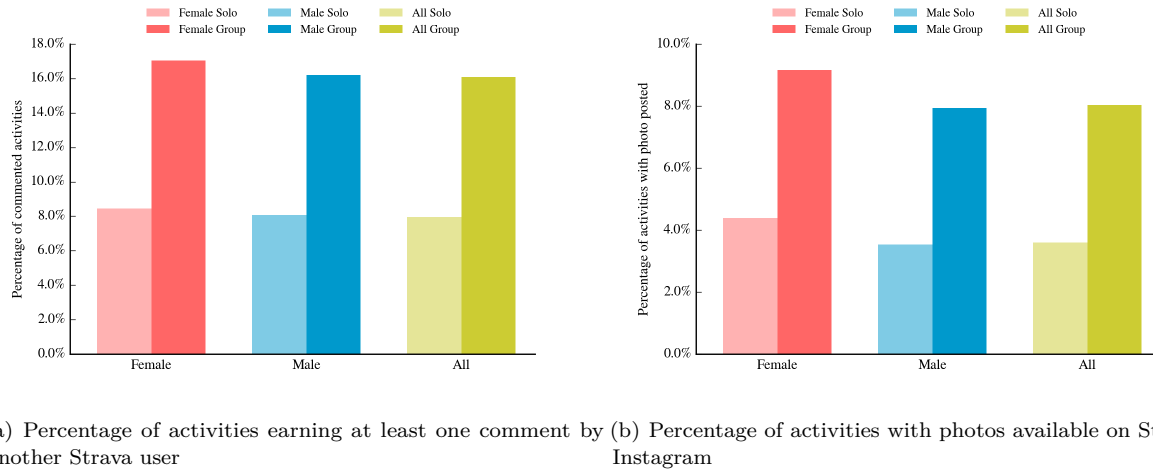 Female Solo Male Solo All Solo
Female Group Male Group All Group
18.0%
16.0%
14.0%
12.0%
10.0%
8.0%
6.0%
4.0%
2.0%
0.0%
Percentage of commented activities
Female Male All
Female Solo Male Solo All Solo
Female Group Male Group All Group
10.0%
8.0%
6.0%
4.0%
2.0%
0.0%
Percentage of activities with photo posted
Female Male All
) Percentage of activities earning at least one comment by
nother Strava user
(b) Percentage of activities with photos available on St
Instagram